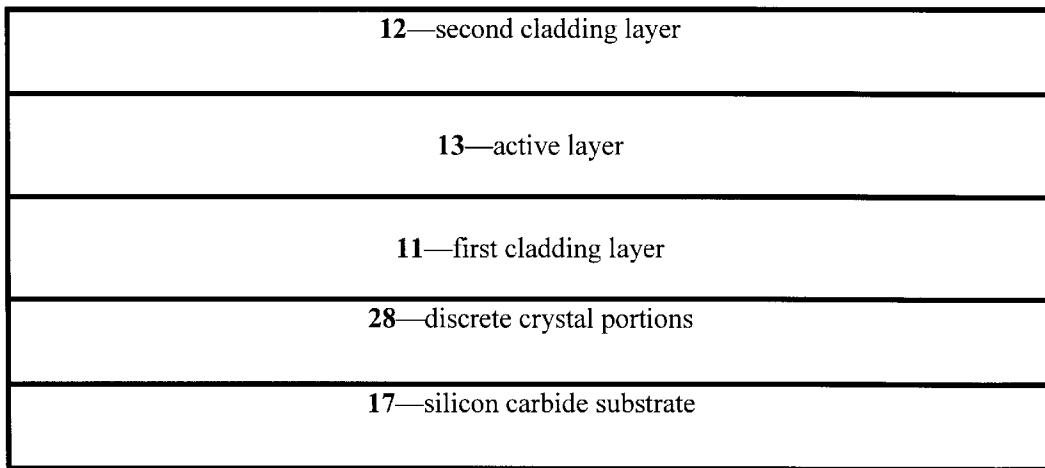 12—second cladding layer
13—active layer
11—first cladding layer
28—discrete crystal portions
17—silicon carbide substrate